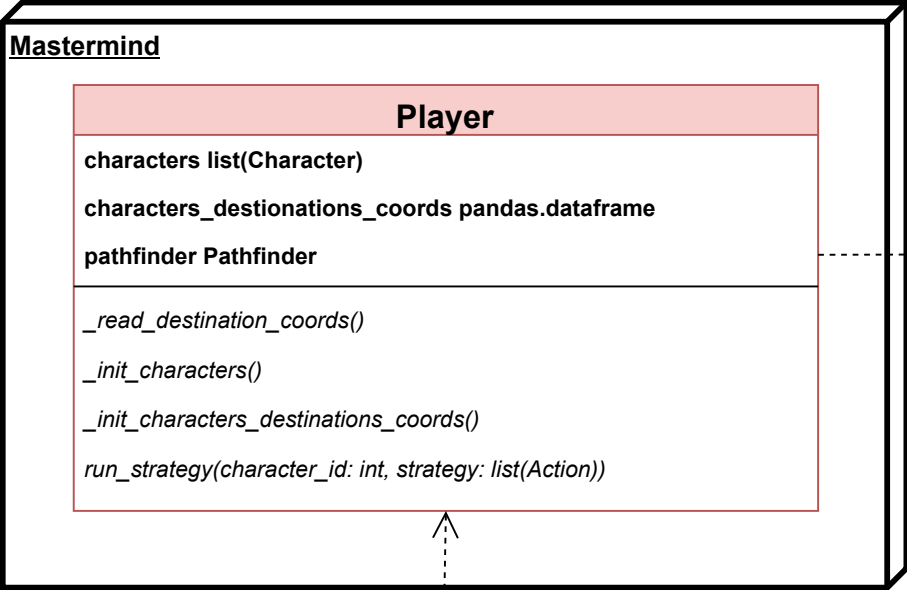 Mastermind
Player
characters list(Character)
characters_destionations_coords pandas.dataframe
pathfinder Pathfinder
_read_destination_coords()
_init_characters()
_init_characters_destinations_coords()
run_strategy(character_id: int, strategy: list(Action))